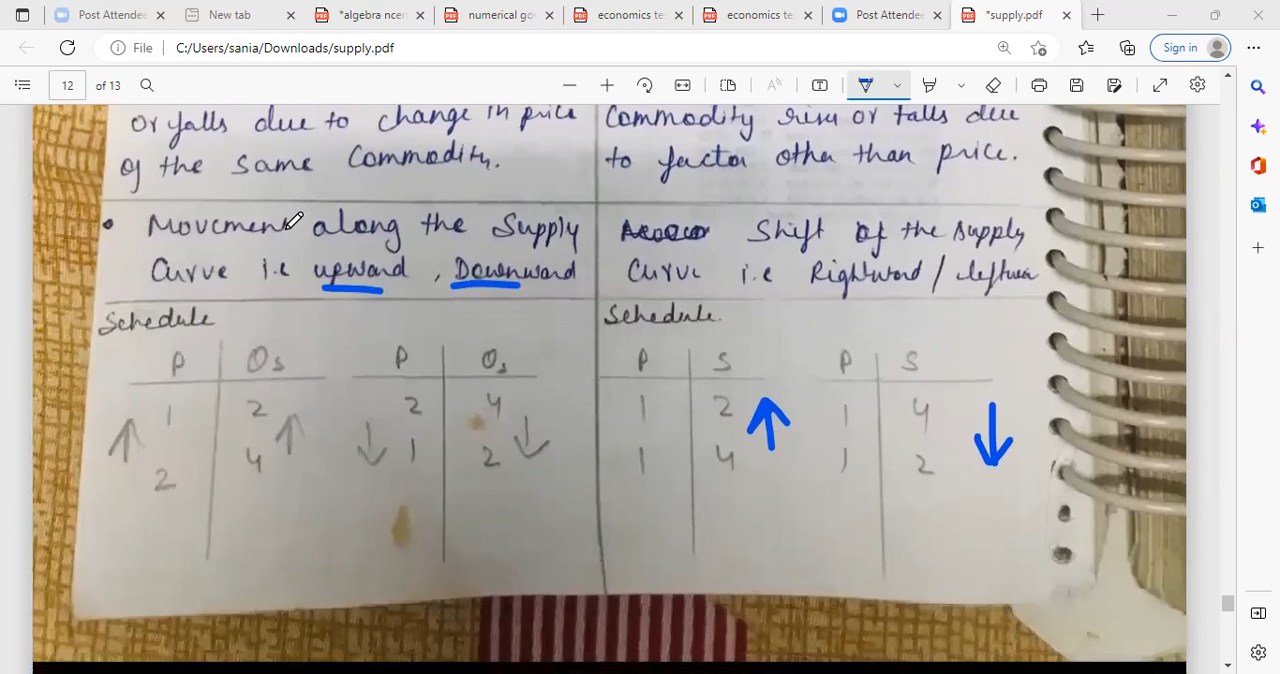 Post Attendee
New tab
*algebra ncer
numerical go
economics te
economics te
Post Attendee
*supply.pdf
File
C:/Users/sania/Downloads/supply.pdf
Sign in
12 of 13
or falls due to change in price
of the same Commodity.
Commodity rises or falls due
to factor other than price.
• Movement along the Supply
Curve i.e upward , Downward
Shift of the supply
Curve i.e Rightward /
Schedule
P Os
1 2
2 4
P Os
2 4
1 2
Schedule.
P S
1 2
1 4
P S
1 4
1 2